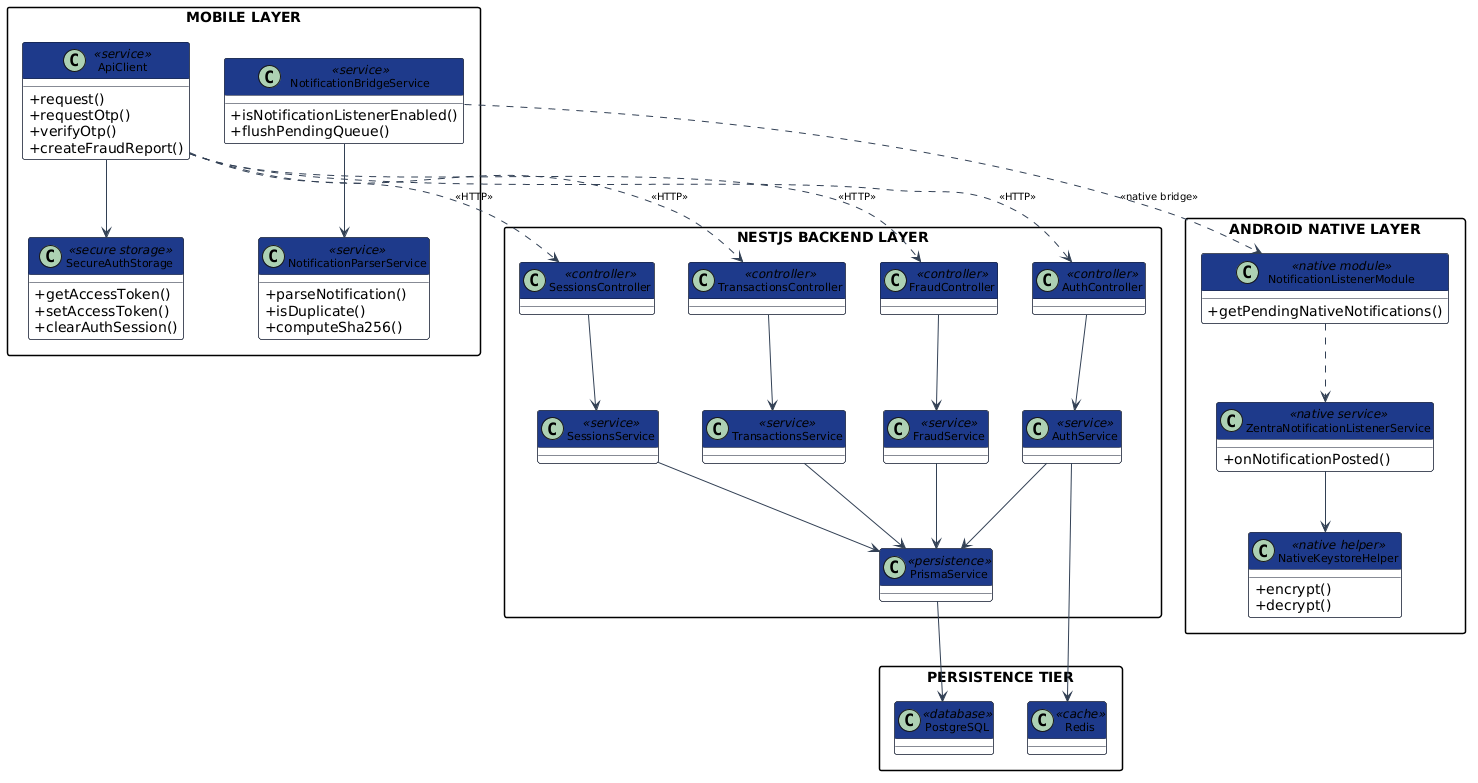 MOBILE LAYER
C
«service»
ApiClient
+request()
+requestOtp()
+verifyOtp()
+createFraudReport()
C
«service»
NotificationBridgeService
+isNotificationListenerEnabled()
+flushPendingQueue()
C
«secure storage»
SecureAuthStorage
+getAccessToken()
+setAccessToken()
+clearAuthSession()
C
«service»
NotificationParserService
+parseNotification()
+isDuplicate()
+computeSha256()
«HTTP»
«HTTP»
«HTTP»
«HTTP»
«native bridge»
NESTJS BACKEND LAYER
C
«controller»
SessionsController
C
«controller»
TransactionsController
C
«controller»
FraudController
C
«controller»
AuthController
C
«service»
SessionsService
C
«service»
TransactionsService
C
«service»
FraudService
C
«service»
AuthService
C
«persistence»
PrismaService
ANDROID NATIVE LAYER
C
«native module»
NotificationListenerModule
+getPendingNativeNotifications()
C
«native service»
ZentraNotificationListenerService
+onNotificationPosted()
C
«native helper»
NativeKeystoreHelper
+encrypt()
+decrypt()
PERSISTENCE TIER
C
«database»
PostgreSQL
C
«cache»
Redis